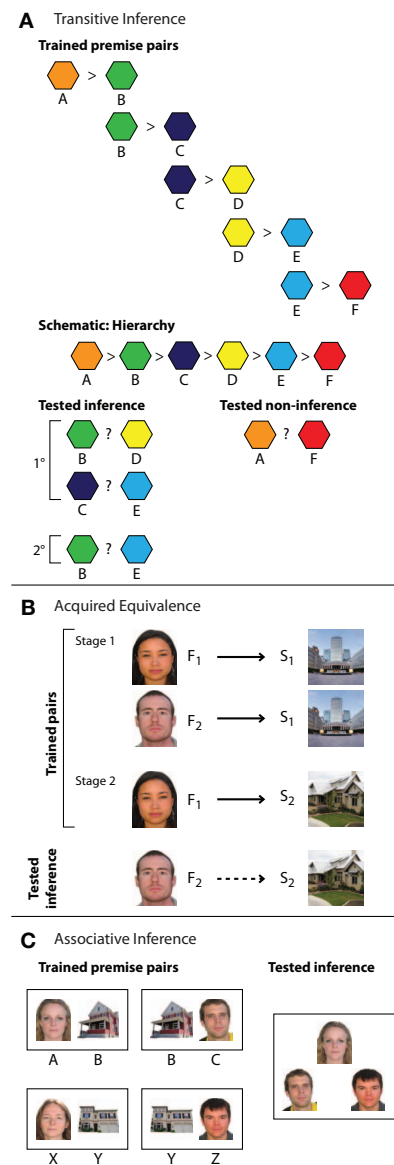 A Transitive Inference
Trained premise pairs
>
A B
>
B C
>
C D
>
D E
>
E F
Schematic: Hierarchy
> > > > >
A B C D E F
Tested inference
Tested non-inference
1°
?
B D
?
C E
2°
?
B E
?
A F
B Acquired Equivalence
Trained pairs
Stage 1
F1 → S1
F2 → S1
Stage 2
F1 → S2
Tested inference
F2 ⇢ S2
C Associative Inference
Trained premise pairs
Tested inference
A B
B C
X Y
Y Z